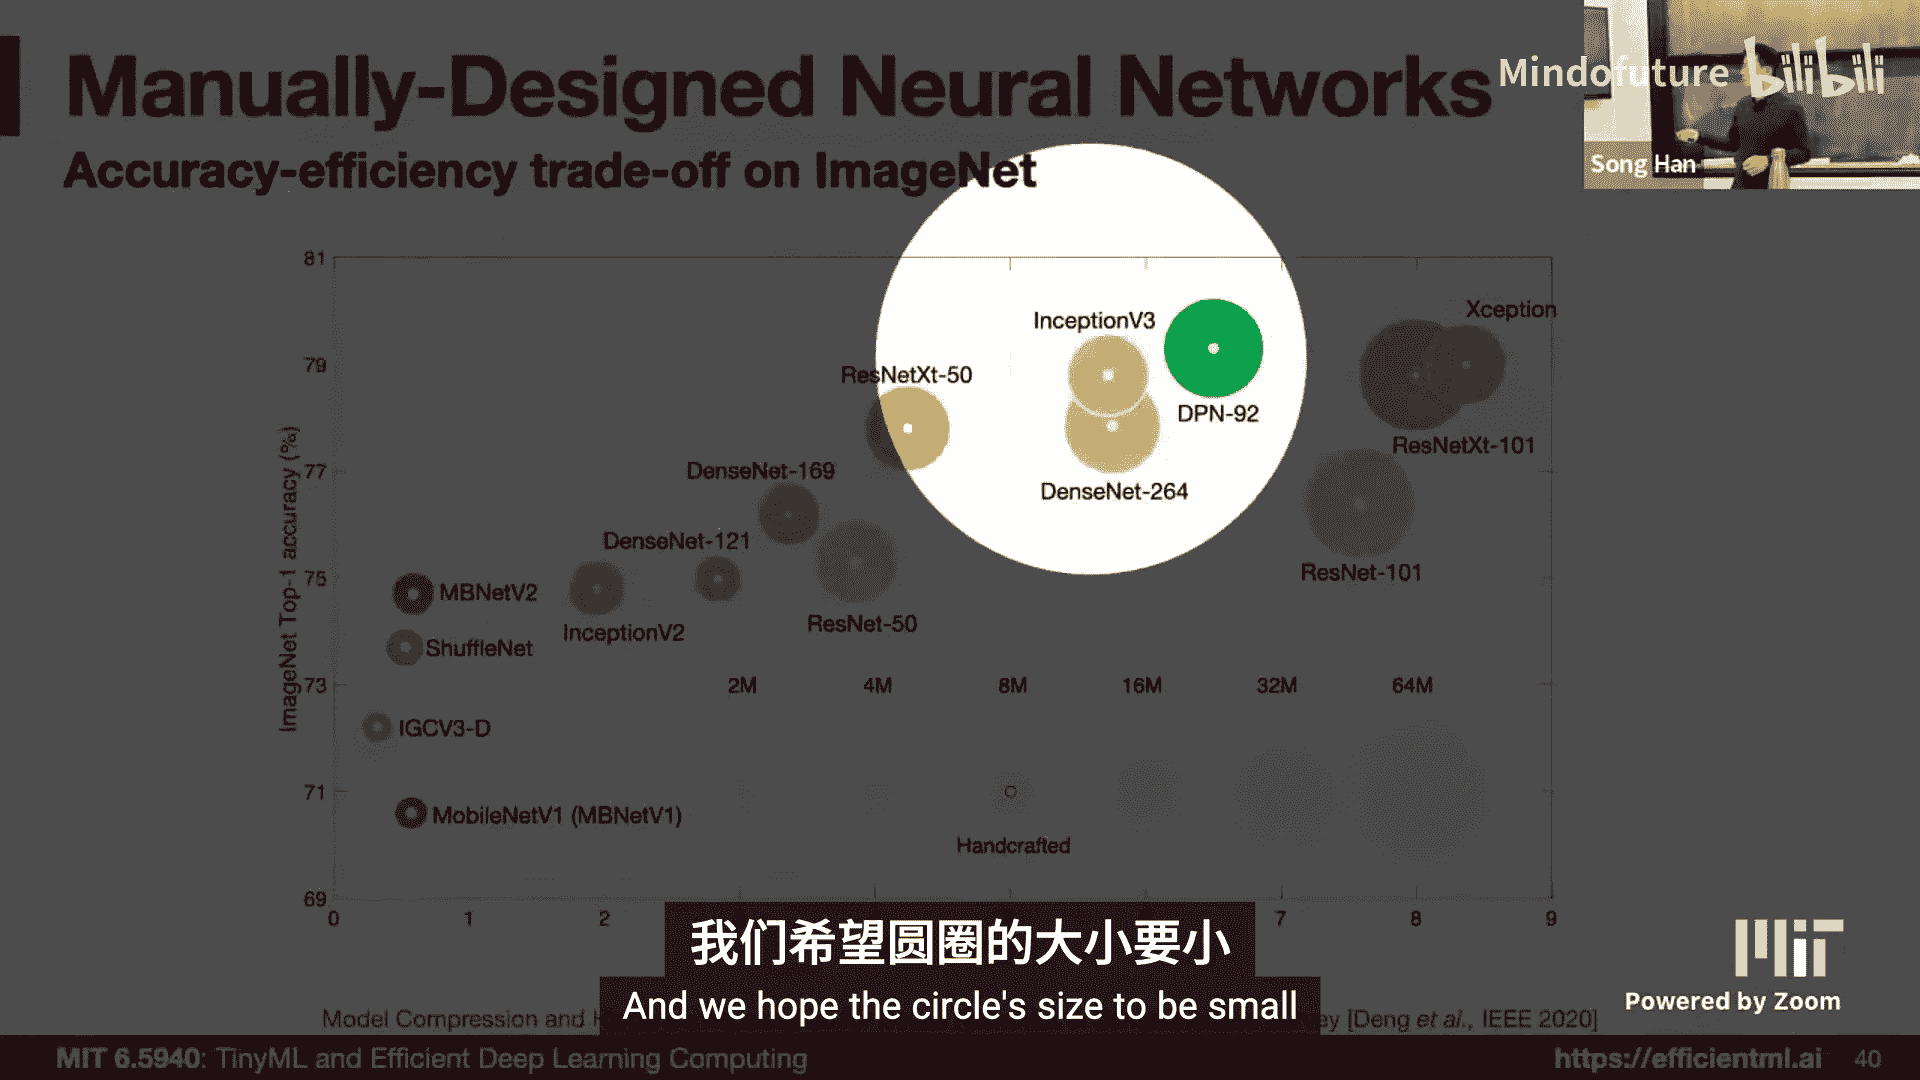 Manually-Designed Neural Networks
Mindofuture bilibili
Accuracy-efficiency trade-off on ImageNet
Song Han
81
Xception
InceptionV3
79
ResNetXt-50
DPN-92
ResNetXt-101
77
DenseNet-169
DenseNet-264
DenseNet-121
75
ResNet-101
MBNetV2
ResNet-50
InceptionV2
ShuffleNet
ImageNet Top-1 accuracy (%)
73
2M 4M 8M 16M 32M 64M
IGCV3-D
71
MobileNetV1 (MBNetV1)
Handcrafted
69
0 1 2 7 8 9
我们希望圆圈的大小要小
And we hope the circle's size to be small
MIT
Powered by Zoom
Model Compression and [Deng et al., IEEE 2020]
MIT 6.5940: TinyML and Efficient Deep Learning Computing
https://efficientml.ai 40